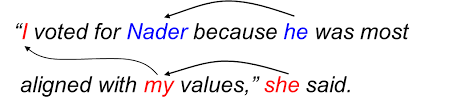 “I voted for Nader because he was most
aligned with my values,” she said.